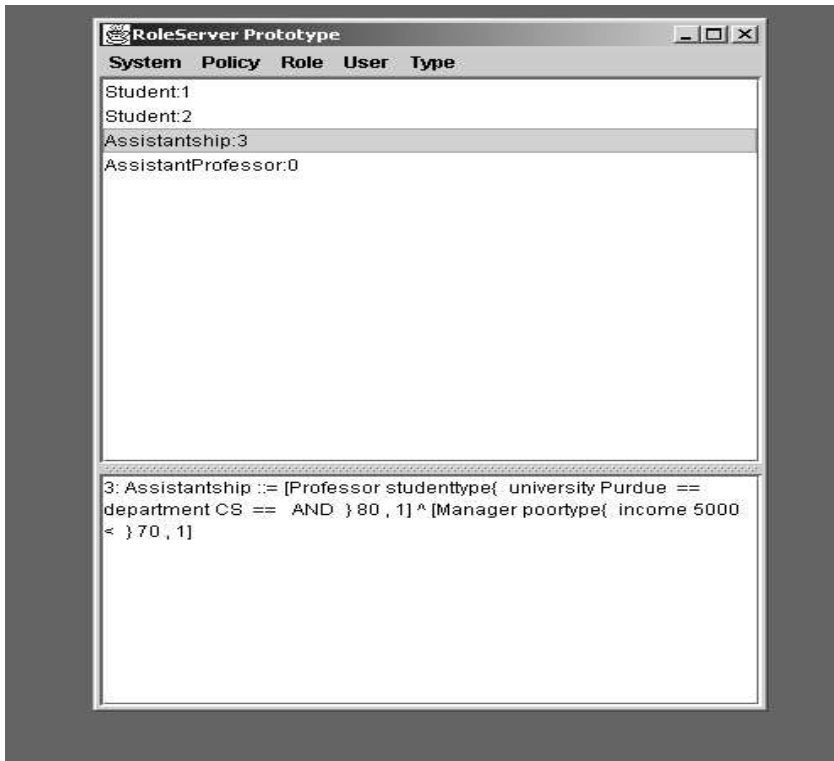 RoleServer Prototype
System Policy Role User Type
Student:1
Student:2
Assistantship:3
AssistantProfessor:0
3: Assistantship ::= [Professor studenttype{ university Purdue ==
department CS == AND } 80 , 1] ^ [Manager poortype{ income 5000
< } 70 , 1]